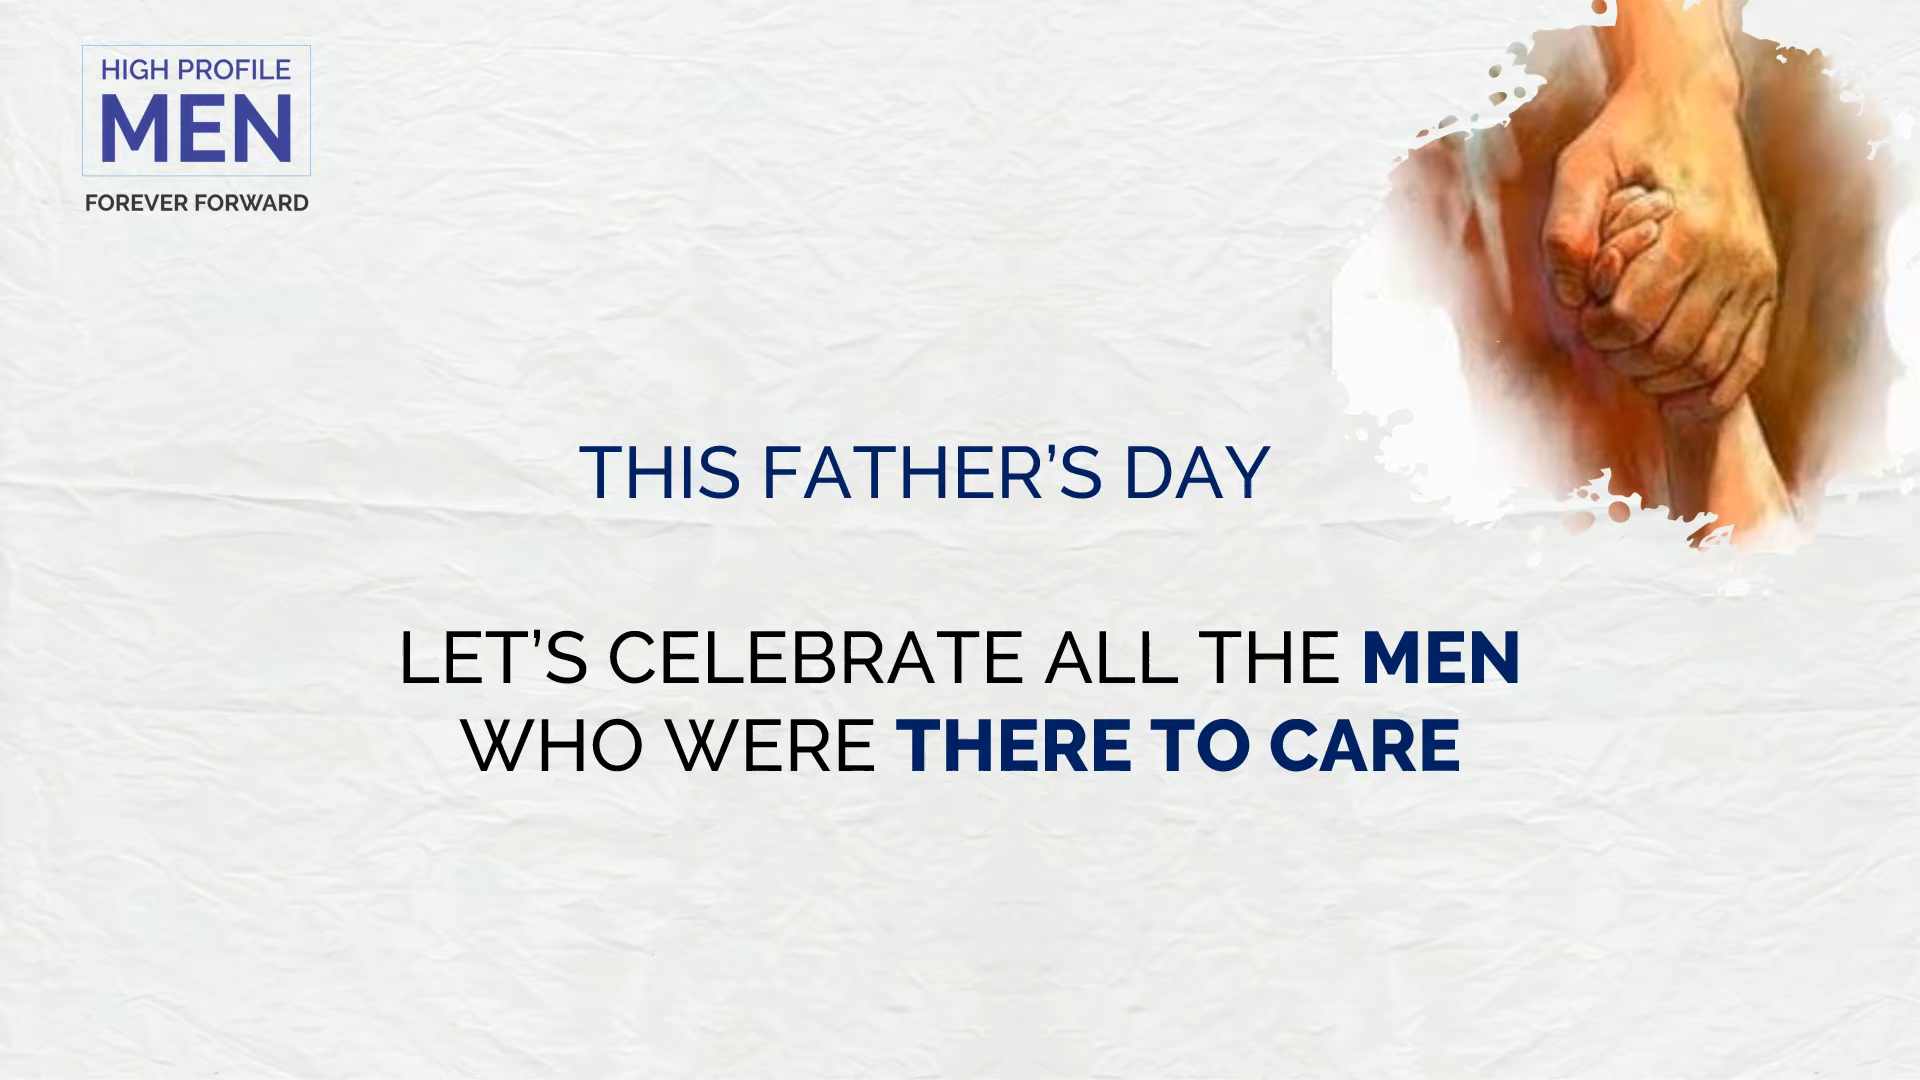 HIGH PROFILE
MEN
FOREVER FORWARD
THIS FATHER’S DAY
LET’S CELEBRATE ALL THE MEN
WHO WERE THERE TO CARE